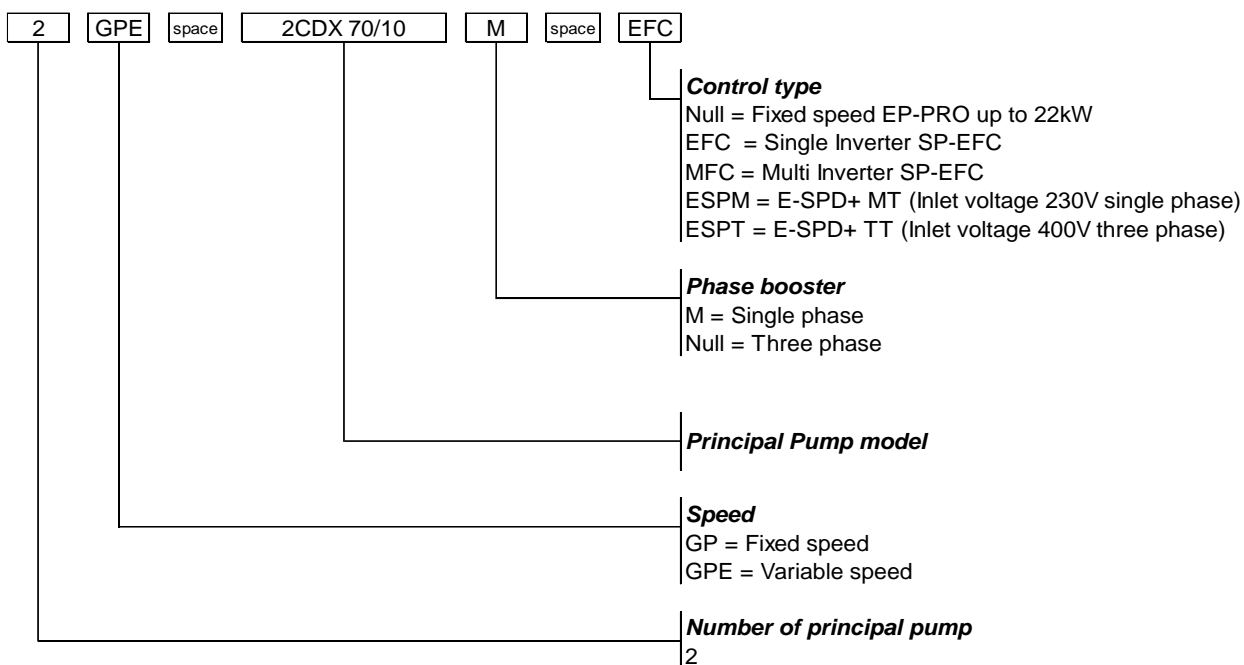 2 GPE space 2CDX 70/10 M space EFC
Control type
Null = Fixed speed EP-PRO up to 22kW
EFC = Single Inverter SP-EFC
MFC = Multi Inverter SP-EFC
ESPM = E-SPD+ MT (Inlet voltage 230V single phase)
ESPT = E-SPD+ TT (Inlet voltage 400V three phase)
Phase booster
M = Single phase
Null = Three phase
Principal Pump model
Speed
GP = Fixed speed
GPE = Variable speed
Number of principal pump
2